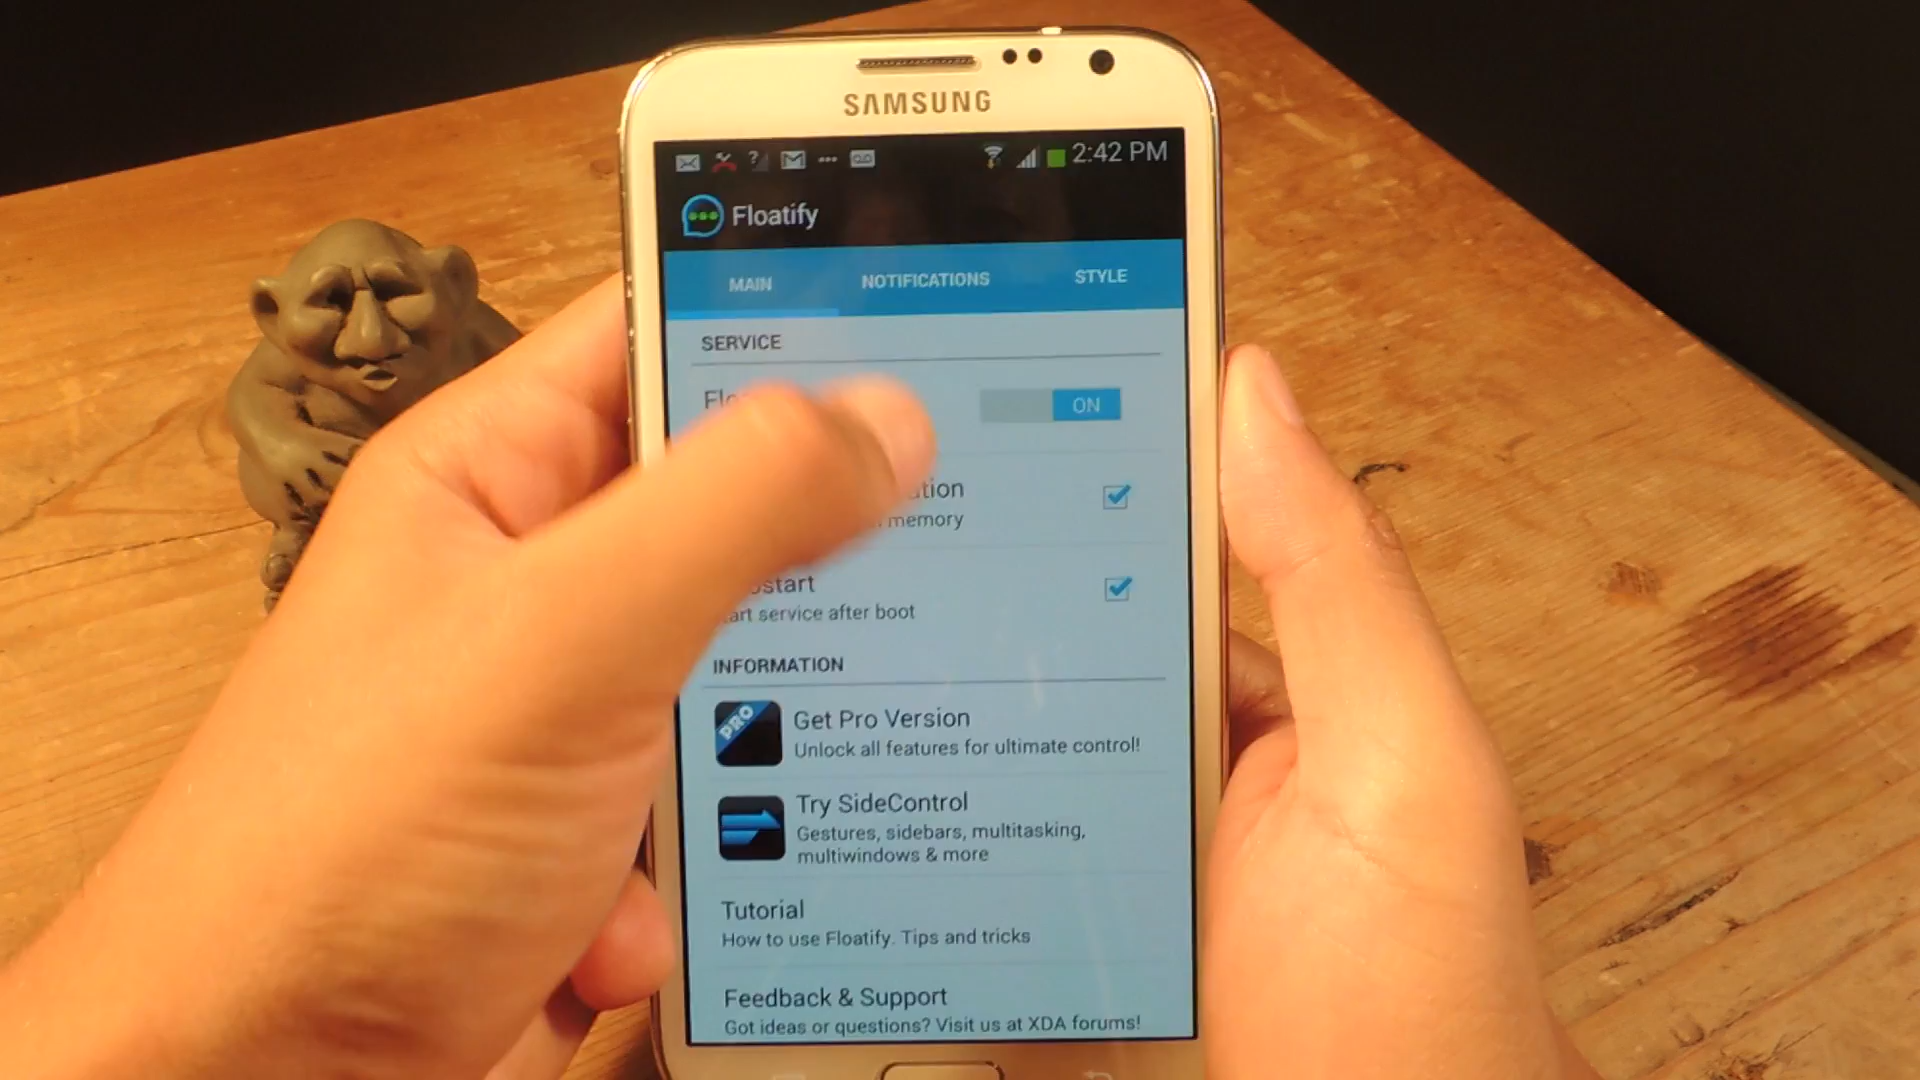 SAMSUNG
2:42 PM
Floatify
MAIN NOTIFICATIONS STYLE
SERVICE
ON
memory
service after boot
INFORMATION
PRO
Get Pro Version
Unlock all features for ultimate control!
Try SideControl
Gestures, sidebars, multitasking,
multiwindows & more
Tutorial
How to use Floatify. Tips and tricks
Feedback & Support
Got ideas or questions? Visit us at XDA forums!